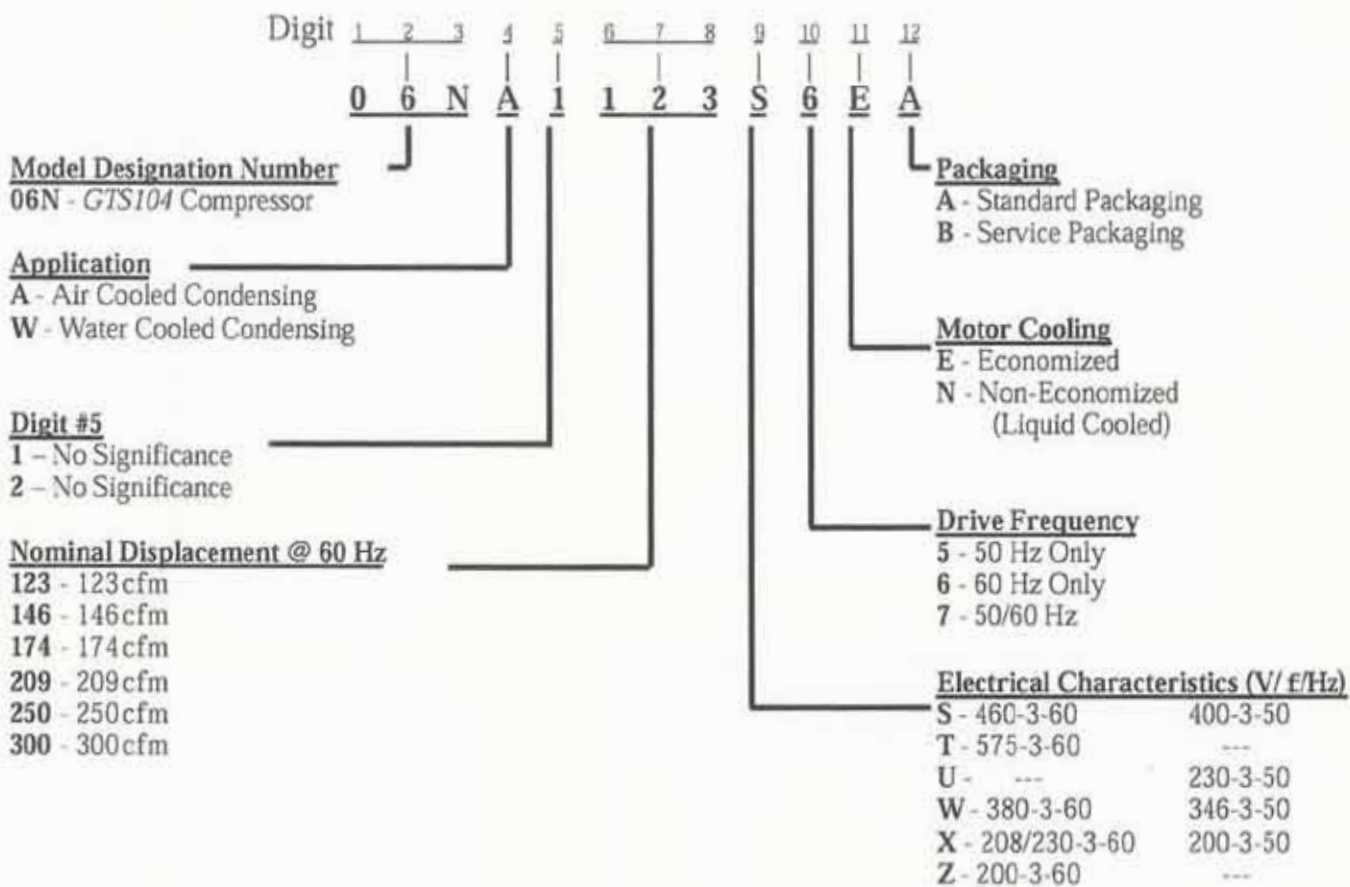 Digit 1 2 3 4 5 6 7 8 9 10 11 12
0 6 N A 1 1 2 3 S 6 E A
Model Designation Number
06N - GTS104 Compressor
Application
A - Air Cooled Condensing
W - Water Cooled Condensing
Digit #5
1 – No Significance
2 – No Significance
Nominal Displacement @ 60 Hz
123 - 123cfm
146 - 146cfm
174 - 174cfm
209 - 209cfm
250 - 250cfm
300 - 300cfm
Packaging
A - Standard Packaging
B - Service Packaging
Motor Cooling
E - Economized
N - Non-Economized
(Liquid Cooled)
Drive Frequency
5 - 50 Hz Only
6 - 60 Hz Only
7 - 50/60 Hz
Electrical Characteristics (V/ f/Hz)
S - 460-3-60 400-3-50
T - 575-3-60 ---
U - --- 230-3-50
W - 380-3-60 346-3-50
X - 208/230-3-60 200-3-50
Z - 200-3-60 ---